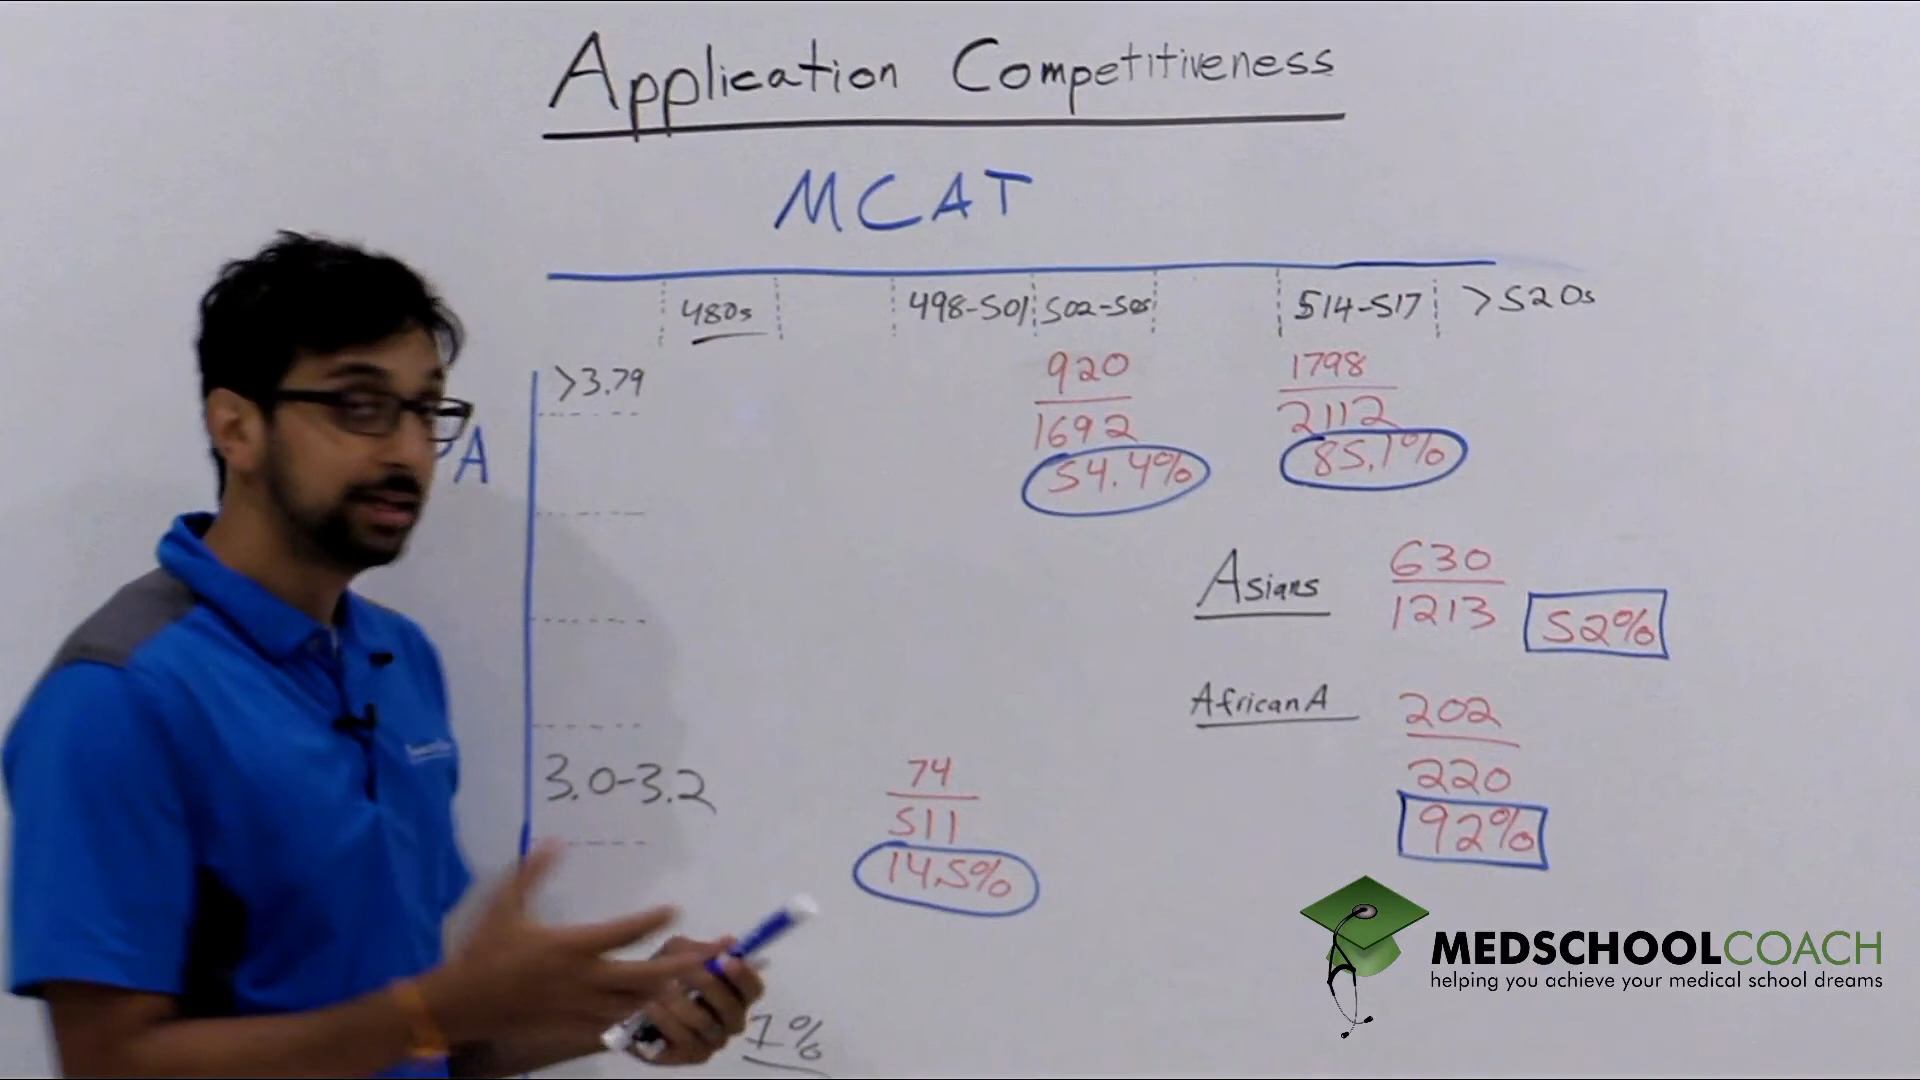 Application Competitiveness
MCAT
480s 498-501 502-505 514-517 >520s
>3.79
PA
920
1692
54.4%
1798
2112
85.1%
Asians
630
1213
52%
African A
202
220
92%
3.0-3.2
74
511
14.5%
1%
MEDSCHOOLCOACH
helping you achieve your medical school dreams